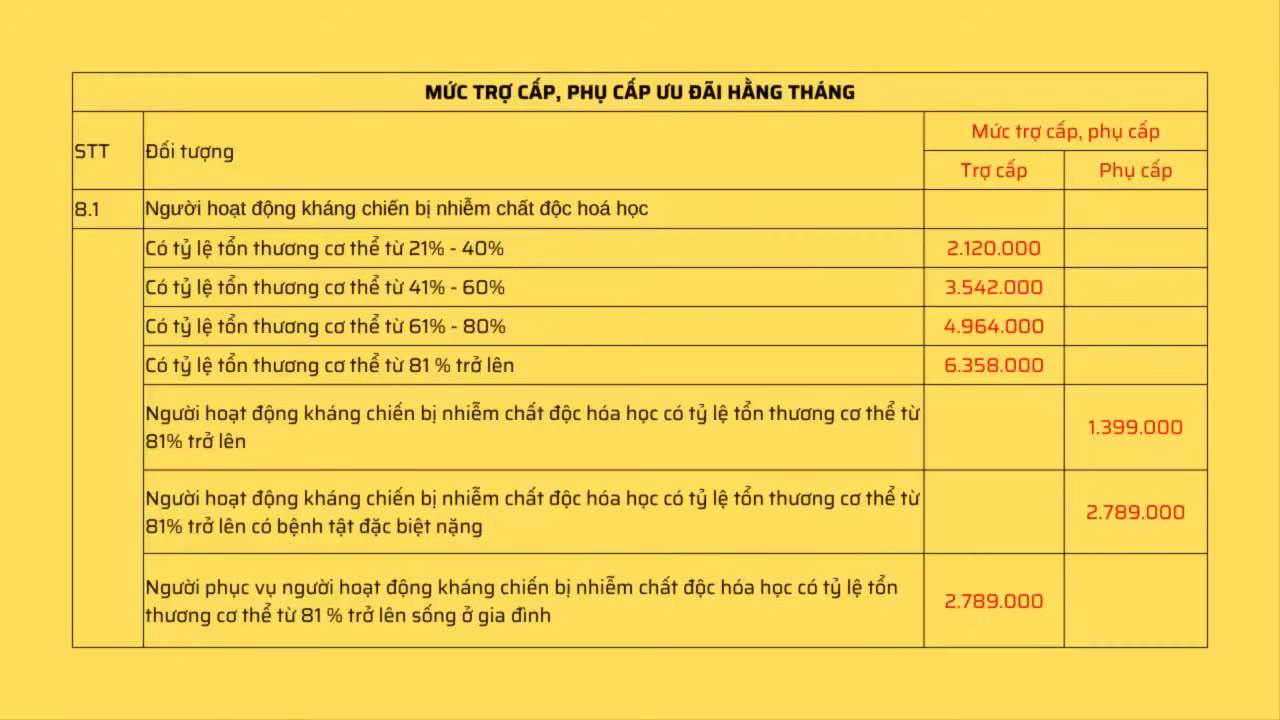 MỨC TRỢ CẤP, PHỤ CẤP ƯU ĐÃI HẰNG THÁNG
STT
Đối tượng
Mức trợ cấp, phụ cấp
Trợ cấp
Phụ cấp
8.1
Người hoạt động kháng chiến bị nhiễm chất độc hoá học
Có tỷ lệ tổn thương cơ thể từ 21% - 40%
2.120.000
Có tỷ lệ tổn thương cơ thể từ 41% - 60%
3.542.000
Có tỷ lệ tổn thương cơ thể từ 61% - 80%
4.964.000
Có tỷ lệ tổn thương cơ thể từ 81 % trở lên
6.358.000
Người hoạt động kháng chiến bị nhiễm chất độc hóa học có tỷ lệ tổn thương cơ thể từ
81% trở lên
1.399.000
Người hoạt động kháng chiến bị nhiễm chất độc hóa học có tỷ lệ tổn thương cơ thể từ
81% trở lên có bệnh tật đặc biệt nặng
2.789.000
Người phục vụ người hoạt động kháng chiến bị nhiễm chất độc hóa học có tỷ lệ tổn
thương cơ thể từ 81 % trở lên sống ở gia đình
2.789.000